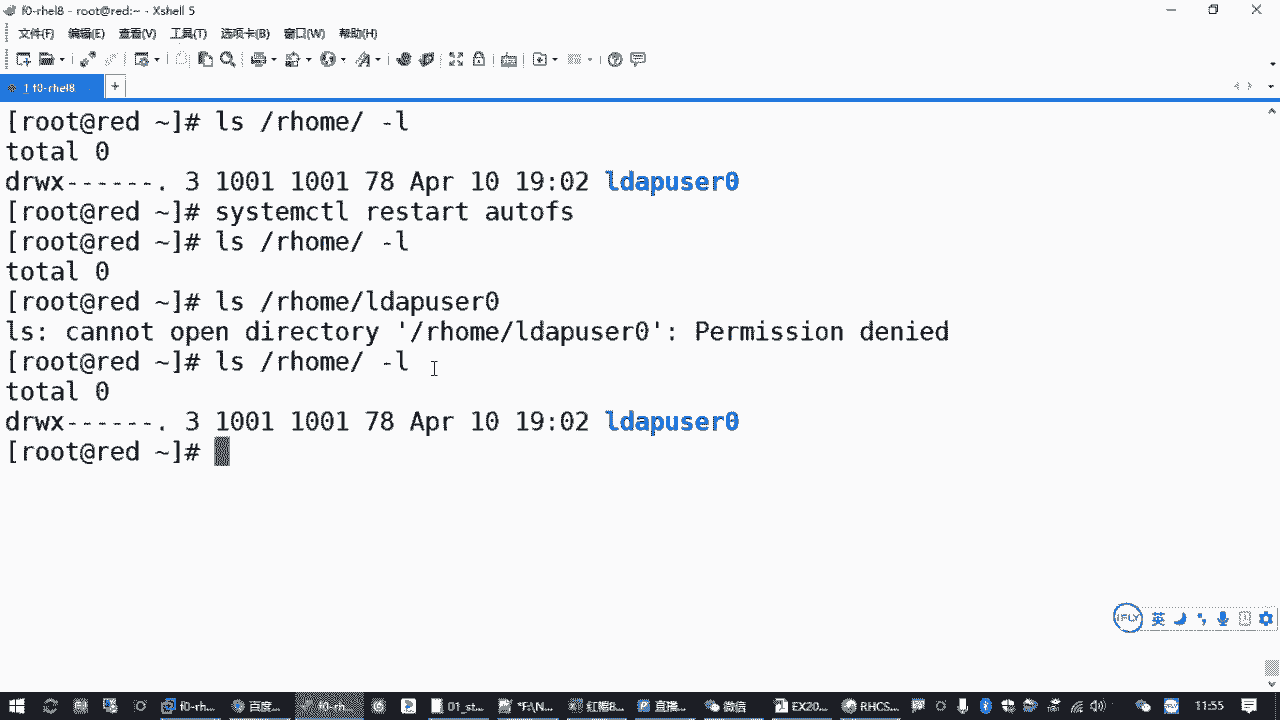 f0-rhel8 - root@red:~ - Xshell 5
文件(F) 编辑(E) 查看(V) 工具(T) 选项卡(B) 窗口(W) 帮助(H)
1 f0-rhel8
[root@red ~]# ls /rhome/ -l
total 0
drwx------. 3 1001 1001 78 Apr 10 19:02 ldapuser0
[root@red ~]# systemctl restart autofs
[root@red ~]# ls /rhome/ -l
total 0
[root@red ~]# ls /rhome/ldapuser0
ls: cannot open directory '/rhome/ldapuser0': Permission denied
[root@red ~]# ls /rhome/ -l
total 0
drwx------. 3 1001 1001 78 Apr 10 19:02 ldapuser0
[root@red ~]#
iFLY 英
f0-rh... 百度... f0-rh... 01_st... 红帽8... 直播... 微信 EX20... RHCS... 11:55